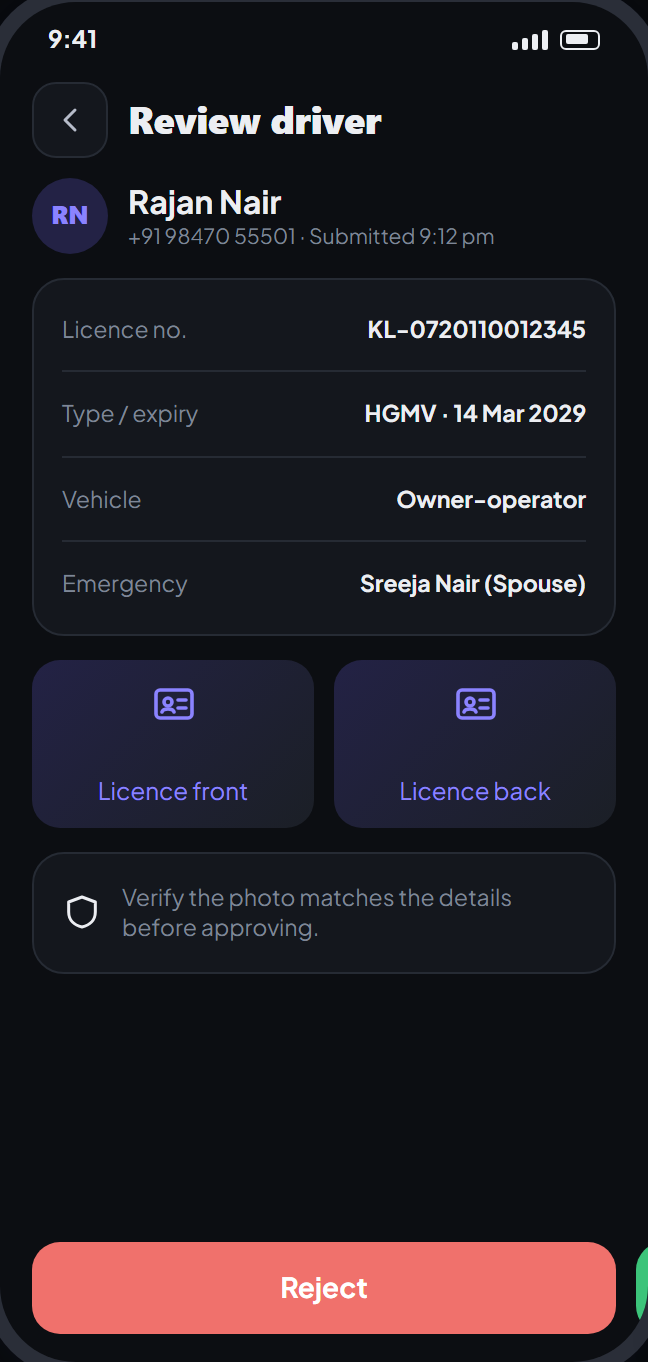 9:41
Review driver
RN
Rajan Nair
+91 98470 55501 · Submitted 9:12 pm
Licence no. KL-0720110012345
Type / expiry HGMV · 14 Mar 2029
Vehicle Owner-operator
Emergency Sreeja Nair (Spouse)
Licence front Licence back
Verify the photo matches the details
before approving.
Reject